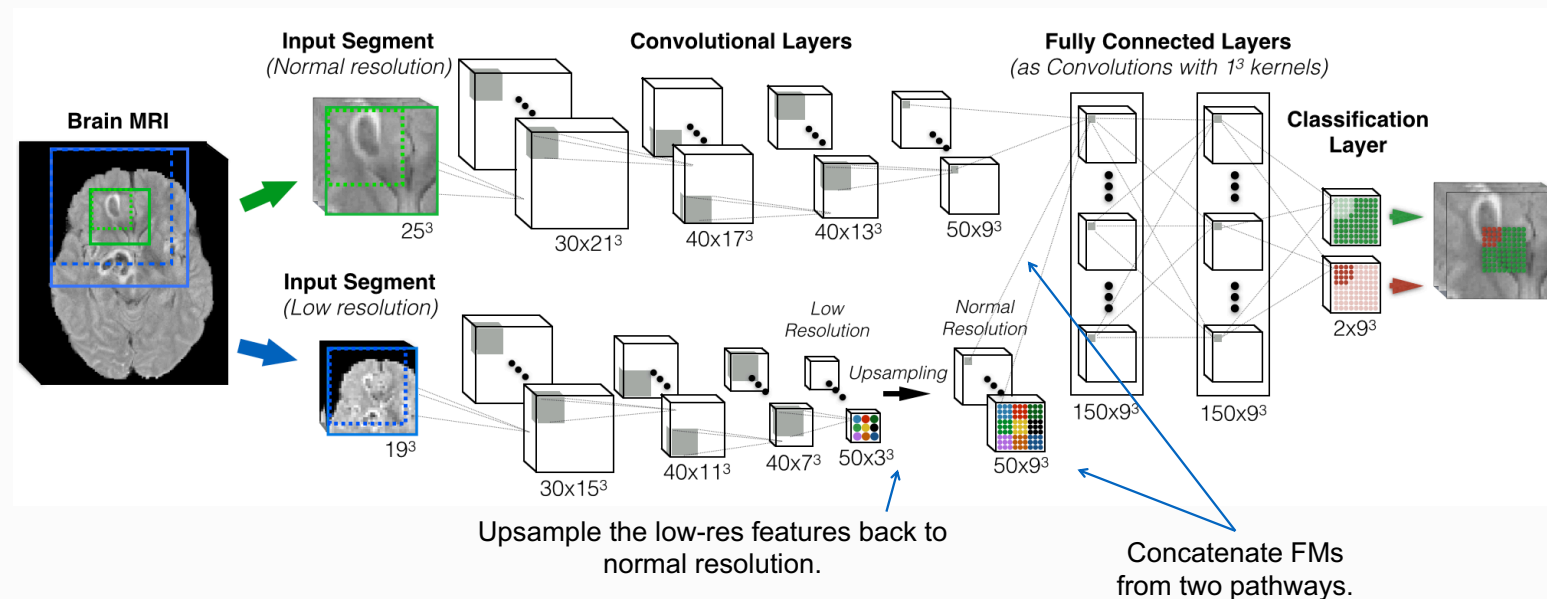 Input Segment
(Normal resolution)
Convolutional Layers
Fully Connected Layers
(as Convolutions with 1³ kernels)
Brain MRI
Classification
Layer
25³
30x21³
40x17³
40x13³
50x9³
Input Segment
(Low resolution)
Low
Resolution
Normal
Resolution
Upsampling
2x9³
19³
30x15³
40x11³
40x7³
50x3³
50x9³
150x9³
150x9³
Upsample the low-res features back to
normal resolution.
Concatenate FMs
from two pathways.